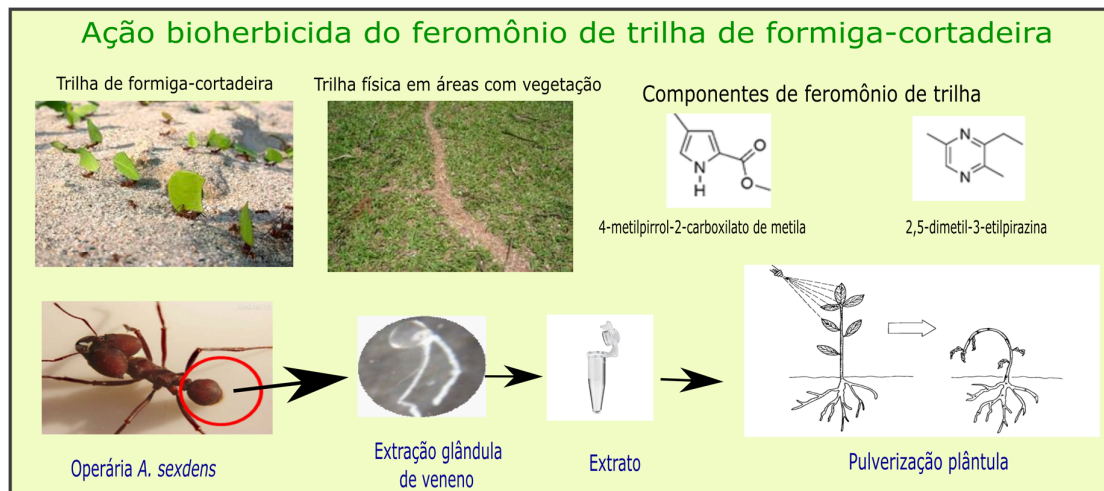 Ação bioherbicida do feromônio de trilha de formiga-cortadeira
Trilha de formiga-cortadeira
Trilha física em áreas com vegetação
Componentes de feromônio de trilha
N
H
O
O
N
N
4-metilpirrol-2-carboxilato de metila
2,5-dimetil-3-etilpirazina
Operária A. sexdens
Extração glândula
de veneno
Extrato
Pulverização plântula